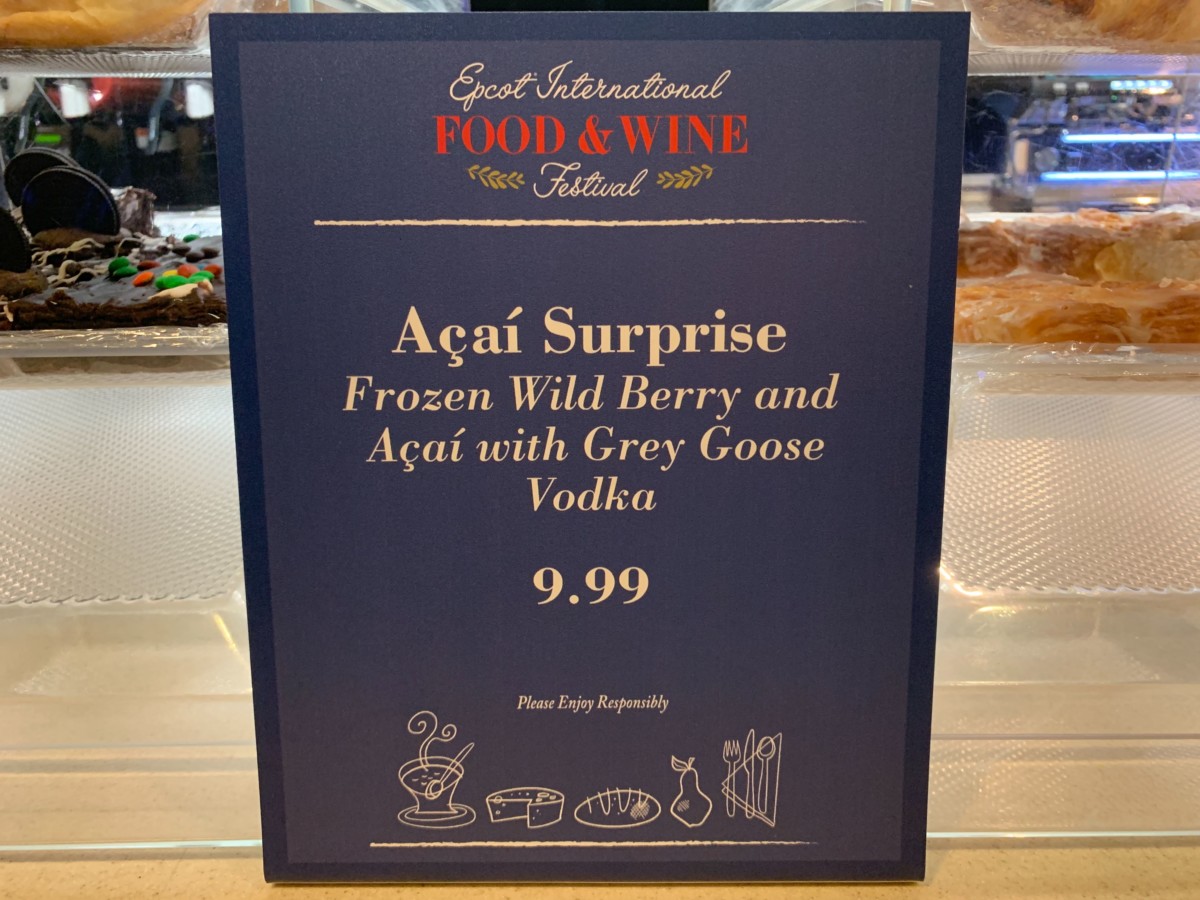 Epcot International
FOOD & WINE
Festival
Açaí Surprise
Frozen Wild Berry and
Açaí with Grey Goose
Vodka
9.99
Please Enjoy Responsibly